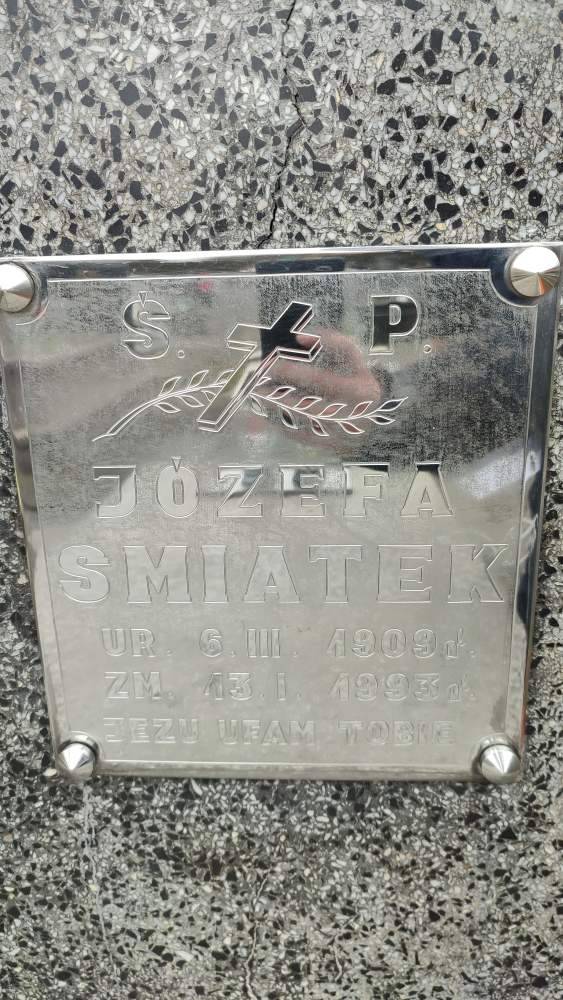 Ś. P.
JÓZEFA
SMIATEK
UR. 6.III. 1909 r.
ZM. 13.I. 1993 r.
JEZU UFAM TOBIE